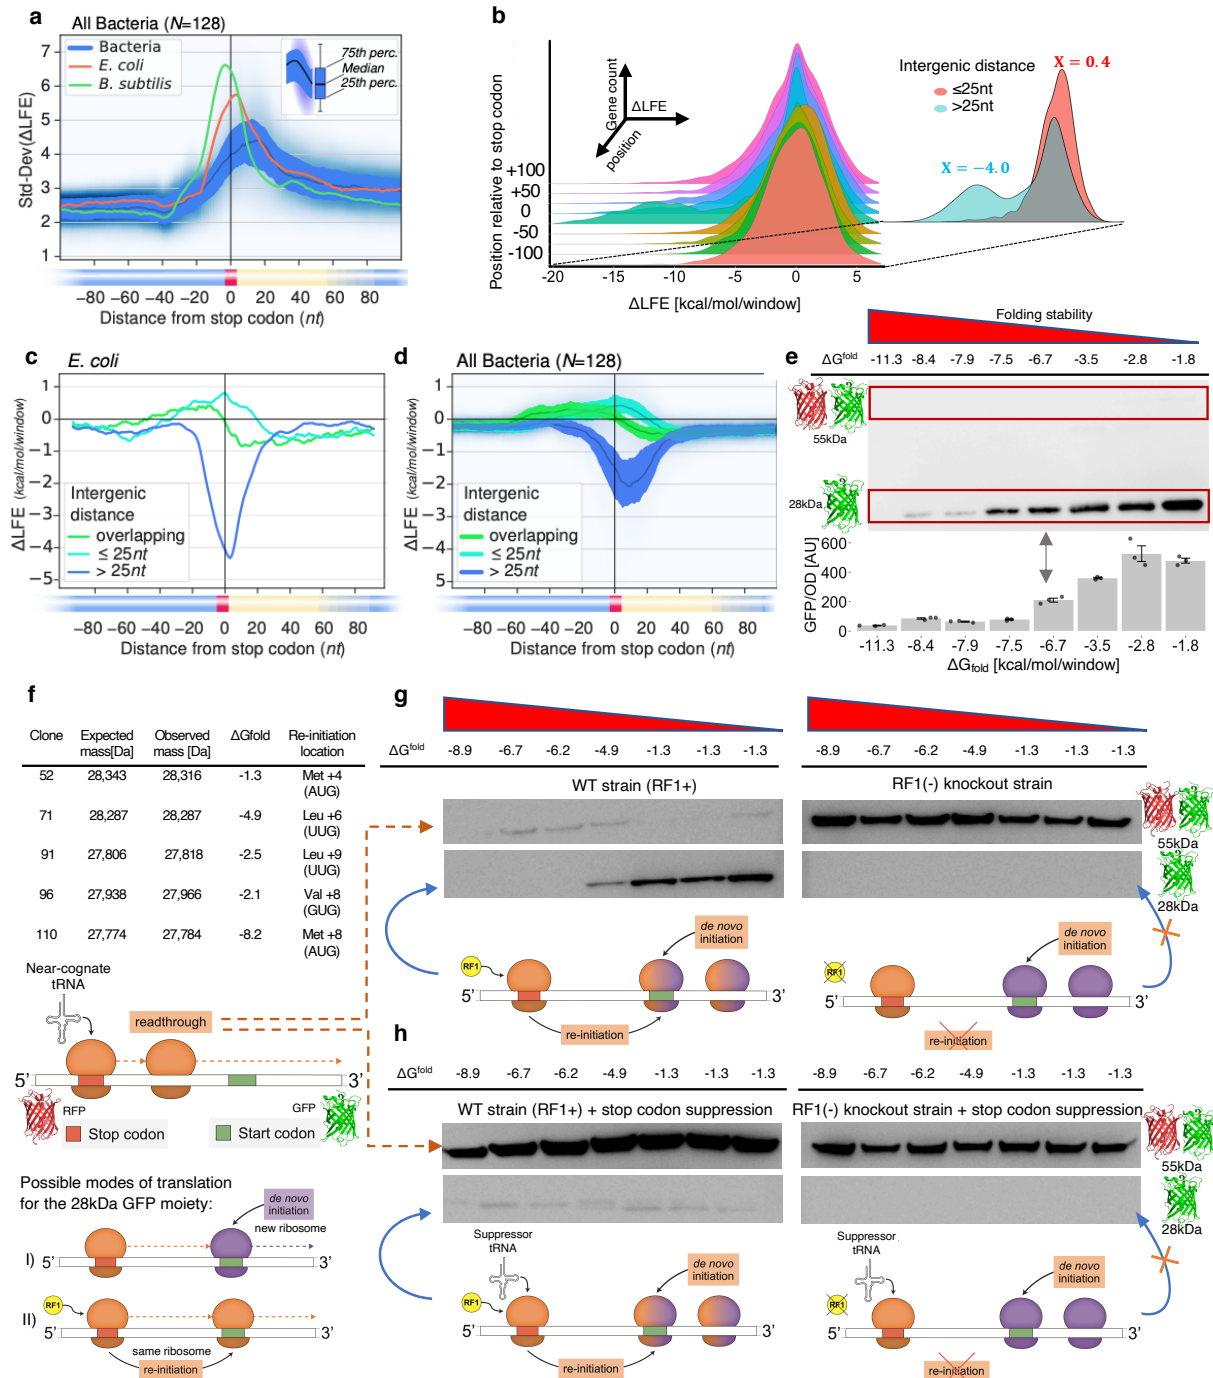 a
All Bacteria (N=128)
Bacteria
E. coli
B. subtilis
75th perc.
Median
25th perc.
Std-Dev(ΔLFE)
7
6
5
4
3
2
1
−80 −60 −40 −20 0 20 40 60 80
Distance from stop codon (nt)
b
Gene count
ΔLFE
position
Position relative to stop codon
+100
+50
0
-50
-100
-20 -15 -10 -5 0 5
ΔLFE [kcal/mol/window]
Intergenic distance
≤25nt
>25nt
X = 0.4
X = −4.0
c
E. coli
ΔLFE (kcal/mol/window)
1
0
−1
−2
−3
−4
−5
Intergenic
distance
overlapping
≤ 25nt
> 25nt
−80 −60 −40 −20 0 20 40 60 80
Distance from stop codon (nt)
d
All Bacteria (N=128)
ΔLFE (kcal/mol/window)
1
0
−1
−2
−3
−4
−5
Intergenic
distance
overlapping
≤ 25nt
> 25nt
−80 −60 −40 −20 0 20 40 60 80
Distance from stop codon (nt)
e
Folding stability
ΔGfold -11.3 -8.4 -7.9 -7.5 -6.7 -3.5 -2.8 -1.8
55kDa
28kDa
GFP/OD [AU]
600
400
200
0
-11.3 -8.4 -7.9 -7.5 -6.7 -3.5 -2.8 -1.8
ΔGfold [kcal/mol/window]
f
Clone Expected mass[Da] Observed mass [Da] ΔGfold Re-initiation location
52 28,343 28,316 -1.3 Met +4 (AUG)
71 28,287 28,287 -4.9 Leu +6 (UUG)
91 27,806 27,818 -2.5 Leu +9 (UUG)
96 27,938 27,966 -2.1 Val +8 (GUG)
110 27,774 27,784 -8.2 Met +8 (AUG)
Near-cognate
tRNA
readthrough
5’ 3’
RFP
GFP
Stop codon
Start codon
Possible modes of translation
for the 28kDa GFP moiety:
de novo
initiation
new ribosome
I) 5’ 3’
RF1
II) 5’ 3’
same ribosome
re-initiation
g
ΔGfold -8.9 -6.7 -6.2 -4.9 -1.3 -1.3 -1.3
-8.9 -6.7 -6.2 -4.9 -1.3 -1.3 -1.3
WT strain (RF1+)
RF1(-) knockout strain
55kDa
28kDa
de novo
initiation
RF1
5’ 3’
re-initiation
de novo
initiation
RF1
5’ 3’
re-initiation
h
ΔGfold -8.9 -6.7 -6.2 -4.9 -1.3 -1.3 -1.3
-8.9 -6.7 -6.2 -4.9 -1.3 -1.3 -1.3
WT strain (RF1+) + stop codon suppression
RF1(-) knockout strain + stop codon suppression
55kDa
28kDa
Suppressor
tRNA
de novo
initiation
RF1
5’ 3’
re-initiation
Suppressor
tRNA
de novo
initiation
RF1
5’ 3’
re-initiation